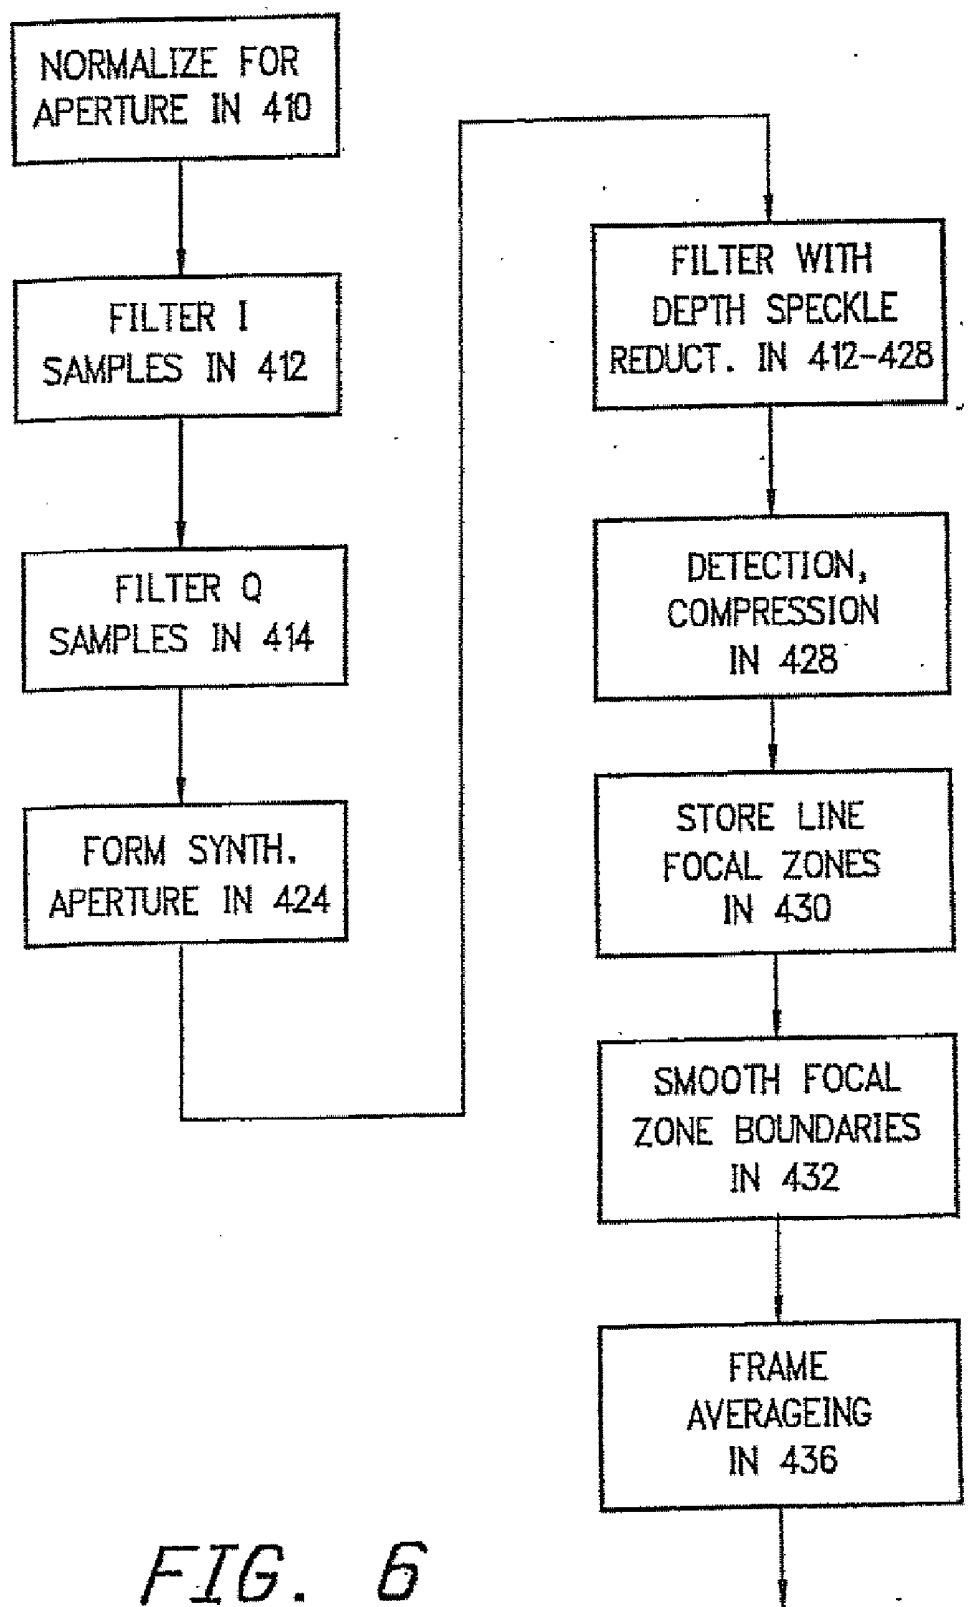 NORMALIZE FOR
APERTURE IN 410
FILTER I
SAMPLES IN 412
FILTER Q
SAMPLES IN 414
FORM SYNTH.
APERTURE IN 424
FILTER WITH
DEPTH SPECKLE
REDUCT. IN 412-428
DETECTION,
COMPRESSION
IN 428
STORE LINE
FOCAL ZONES
IN 430
SMOOTH FOCAL
ZONE BOUNDARIES
IN 432
FRAME
AVERAGEING
IN 436
FIG. 6